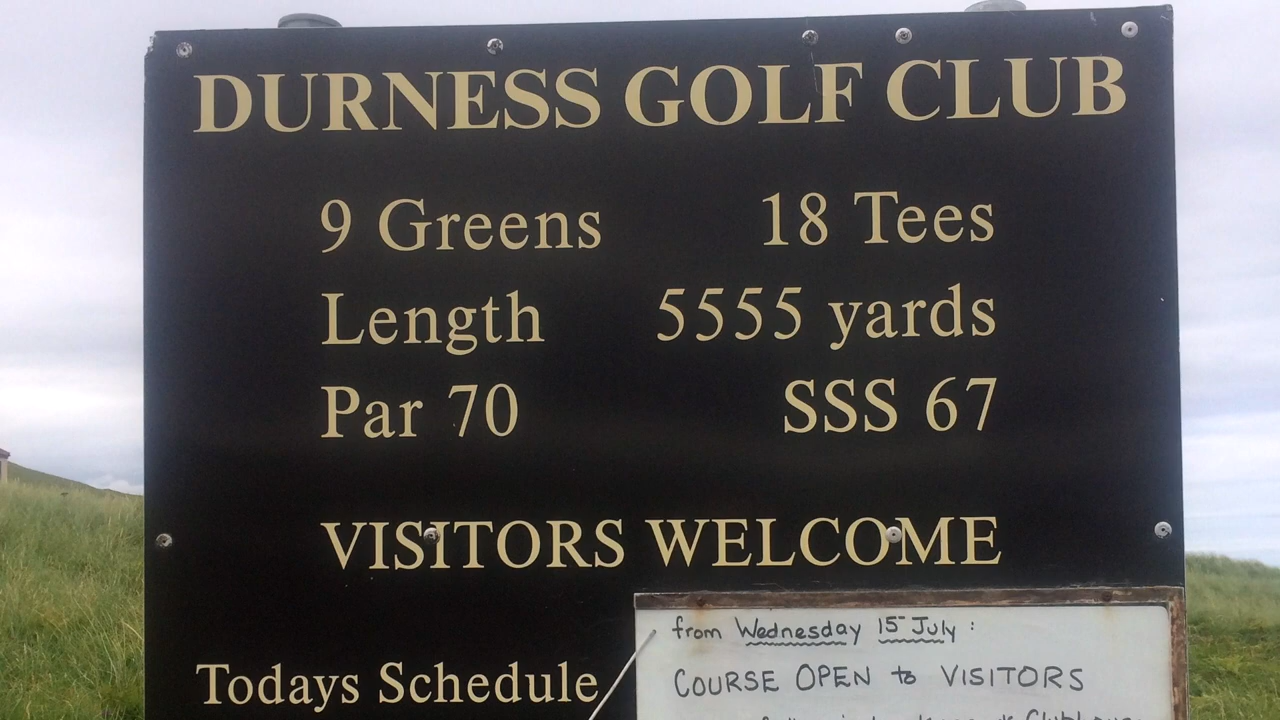 DURNESS GOLF CLUB
9 Greens 18 Tees
Length 5555 yards
Par 70 SSS 67
VISITORS WELCOME
from Wednesday 15 July :
Todays Schedule
COURSE OPEN to VISITORS